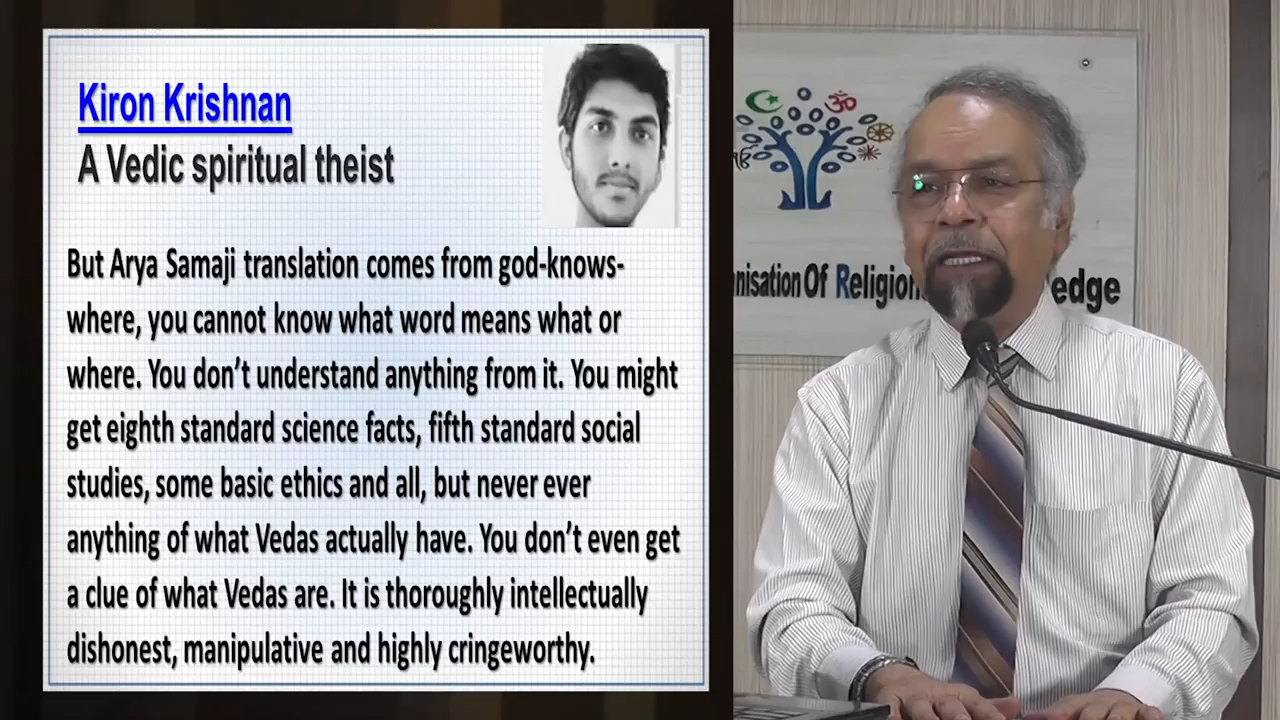 Kiron Krishnan
A Vedic spiritual theist
But Arya Samaji translation comes from god-knows-
where, you cannot know what word means what or
where. You don't understand anything from it. You might
get eighth standard science facts, fifth standard social
studies, some basic ethics and all, but never ever
anything of what Vedas actually have. You don't even get
a clue of what Vedas are. It is thoroughly intellectually
dishonest, manipulative and highly cringeworthy.
ॐ
nisation Of Religion edge